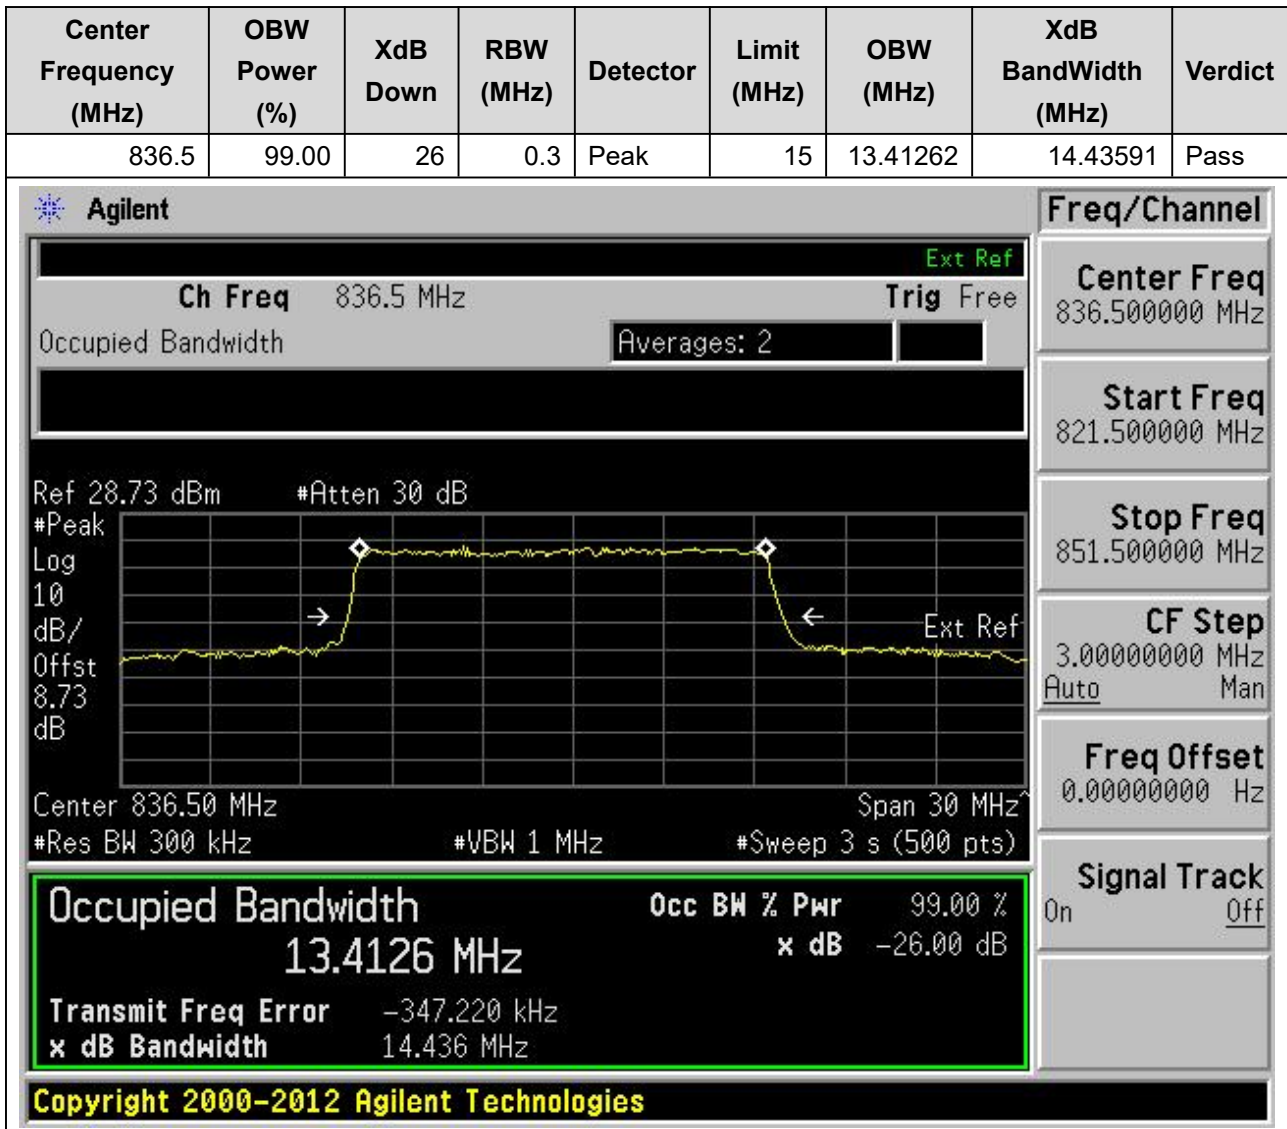 Center Frequency (MHz) OBW Power (%) XdB Down RBW (MHz) Detector Limit (MHz) OBW (MHz) XdB BandWidth (MHz) Verdict
836.5 99.00 26 0.3 Peak 15 13.41262 14.43591 Pass
Agilent
Freq/Channel
Ext Ref
Ch Freq 836.5 MHz Trig Free
Occupied Bandwidth Averages: 2
Center Freq
836.500000 MHz
Start Freq
821.500000 MHz
Stop Freq
851.500000 MHz
CF Step
3.00000000 MHz
Auto Man
Freq Offset
0.00000000 Hz
Signal Track
On Off
Ref 28.73 dBm #Atten 30 dB
#Peak
Log
10
dB/
Offst
8.73
dB
Ext Ref
Center 836.50 MHz Span 30 MHz^
#Res BW 300 kHz #VBW 1 MHz #Sweep 3 s (500 pts)
Occupied Bandwidth Occ BW % Pwr 99.00 %
13.4126 MHz x dB -26.00 dB
Transmit Freq Error -347.220 kHz
x dB Bandwidth 14.436 MHz
Copyright 2000-2012 Agilent Technologies